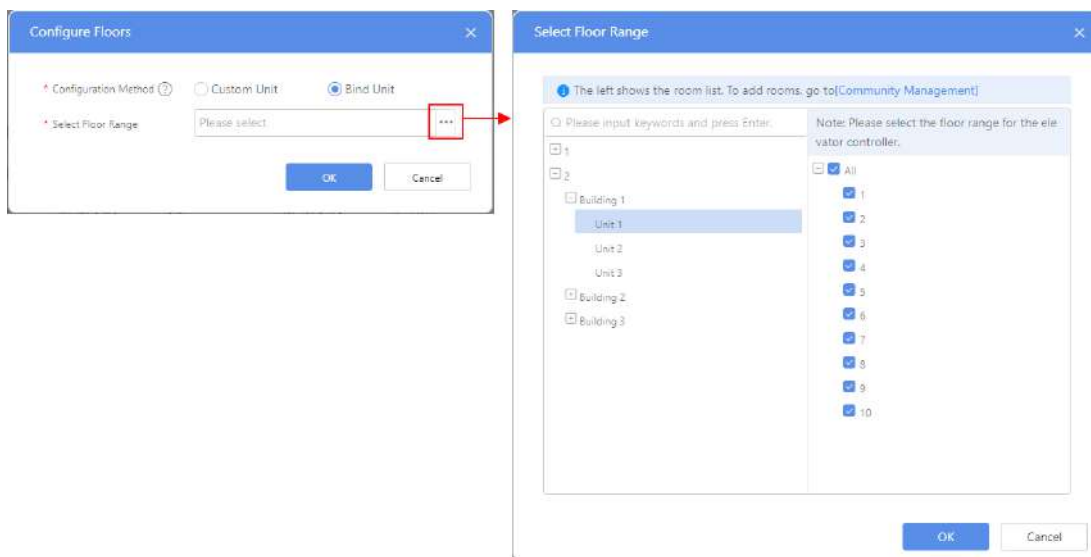 Configure Floors
* Configuration Method ? Custom Unit Bind Unit
* Select Floor Range Please select ...
OK Cancel
Select Floor Range
The left shows the room list. To add rooms, go to[Community Management]
Please input keywords and press Enter.
1
2
Building 1
Unit 1
Unit 2
Unit 3
Building 2
Building 3
Note: Please select the floor range for the ele
vator controller.
All
1
2
3
4
5
6
7
8
9
10
OK Cancel